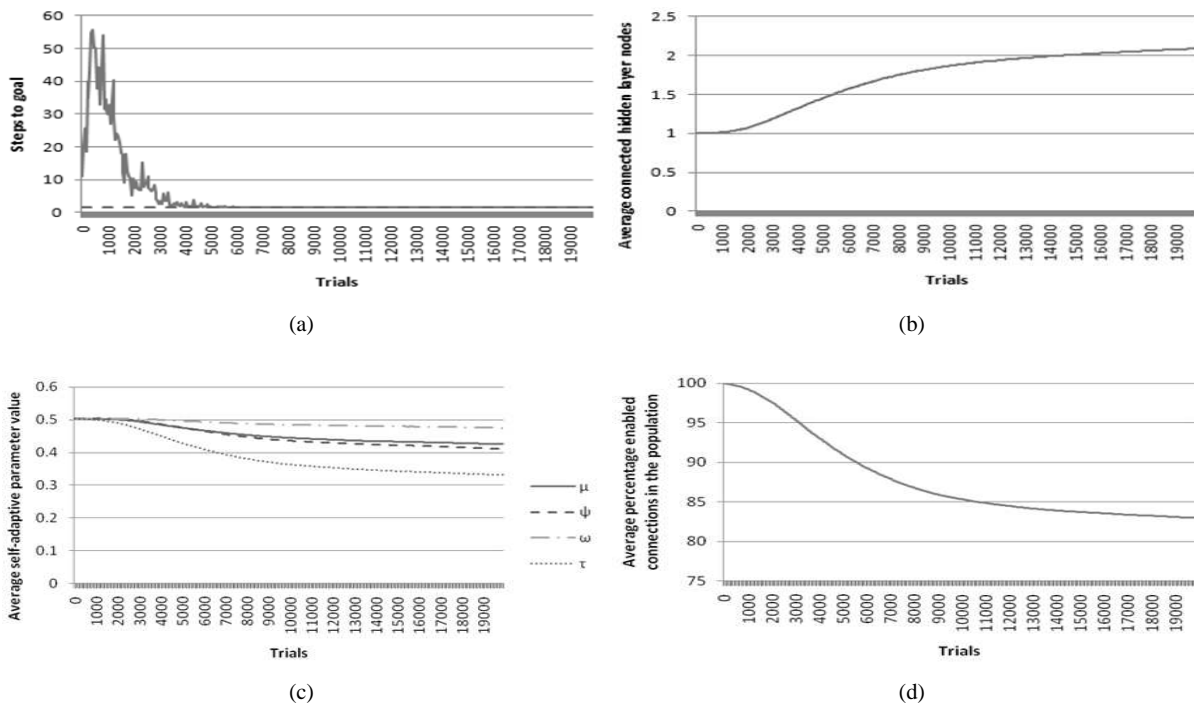 Steps to goal
60
50
40
30
20
10
0
0 1000 2000 3000 4000 5000 6000 7000 8000 9000 10000 11000 12000 13000 14000 15000 16000 17000 18000 19000
Trials
(a)
Average connected hidden layer nodes
2.5
2
1.5
1
0.5
0
0 1000 2000 3000 4000 5000 6000 7000 8000 9000 10000 11000 12000 13000 14000 15000 16000 17000 18000 19000
Trials
(b)
Average self-adaptive parameter value
0.6
0.5
0.4
0.3
0.2
0.1
0
0 1000 2000 3000 4000 5000 6000 7000 8000 9000 10000 11000 12000 13000 14000 15000 16000 17000 18000 19000
Trials
μ
ψ
ω
τ
(c)
Average percentage enabled
connections in the population
100
95
90
85
80
75
0 1000 2000 3000 4000 5000 6000 7000 8000 9000 10000 11000 12000 13000 14000 15000 16000 17000 18000 19000
Trials
(d)